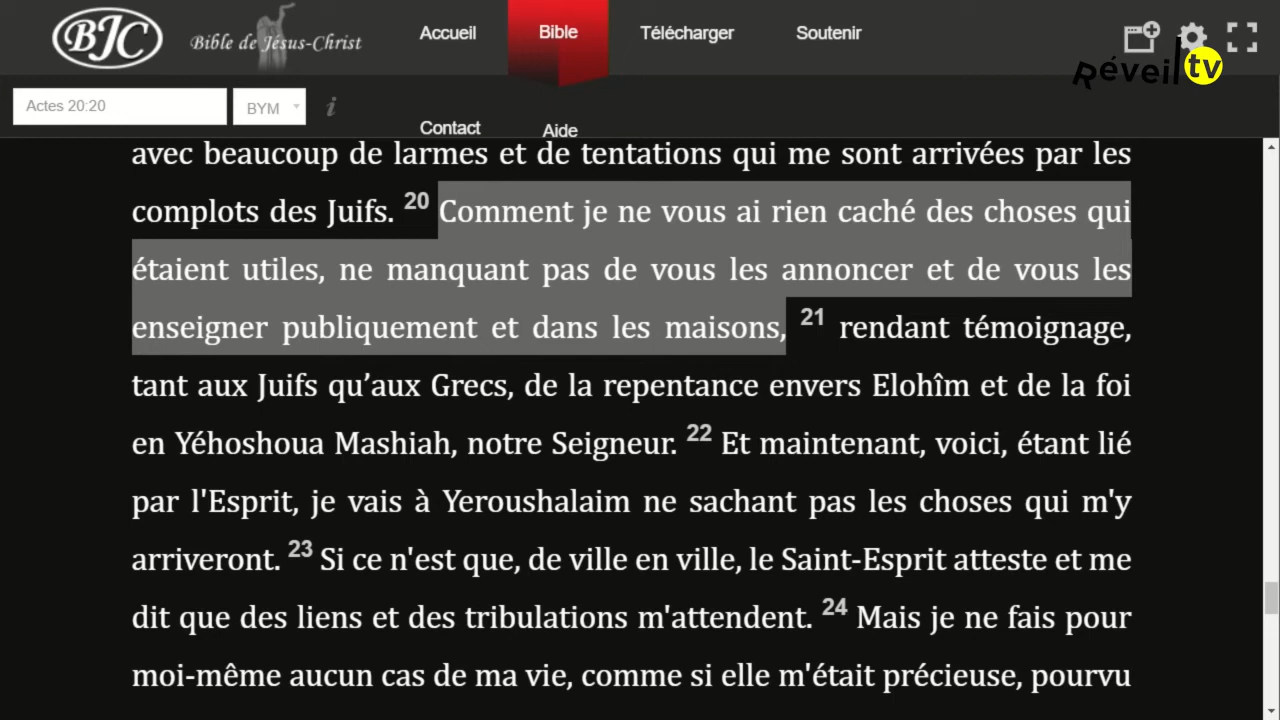 BJC
Bible de Jésus-Christ
Accueil
Bible
Télécharger
Soutenir
Réveil tv
Actes 20:20
BYM
i
Contact
Aide
avec beaucoup de larmes et de tentations qui me sont arrivées par les
complots des Juifs. 20 Comment je ne vous ai rien caché des choses qui
étaient utiles, ne manquant pas de vous les annoncer et de vous les
enseigner publiquement et dans les maisons, 21 rendant témoignage,
tant aux Juifs qu’aux Grecs, de la repentance envers Elohîm et de la foi
en Yéhoshoua Mashiah, notre Seigneur. 22 Et maintenant, voici, étant lié
par l'Esprit, je vais à Yeroushalaim ne sachant pas les choses qui m'y
arriveront. 23 Si ce n'est que, de ville en ville, le Saint-Esprit atteste et me
dit que des liens et des tribulations m'attendent. 24 Mais je ne fais pour
moi-même aucun cas de ma vie, comme si elle m'était précieuse, pourvu